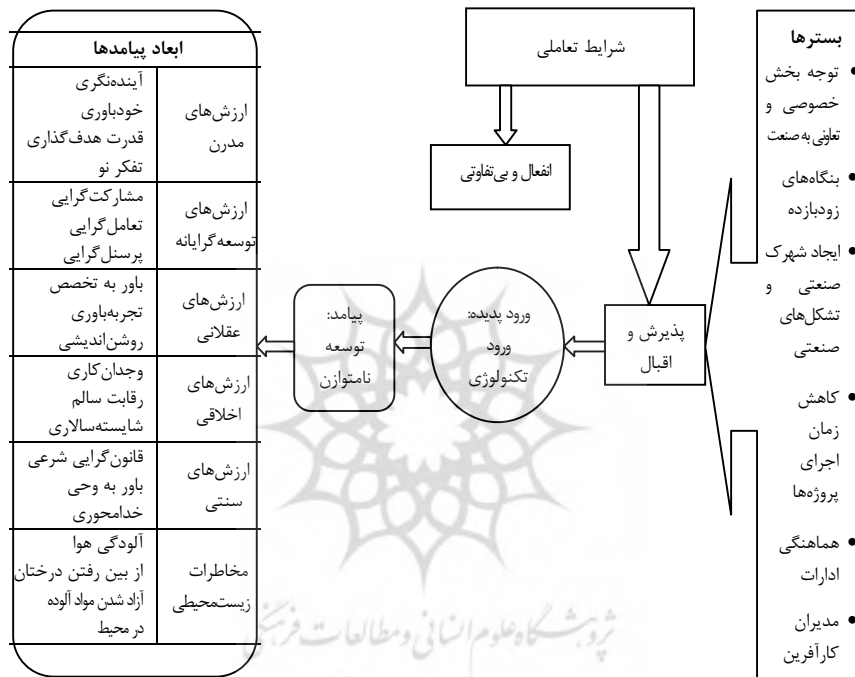 بسترها
• توجه بخش
خصوصی و
تعاونی به صنعت
• بنگاه‌های
زودبازده
• ایجاد شهرک
صنعتی و
تشکل‌های
صنعتی
• کاهش
زمان
اجرای
پروژه‌ها
• هماهنگی
ادارات
• مدیران
کارآفرین
شرایط تعاملی
انفعال و بی‌تفاوتی
پذیرش و
اقبال
ورود پدیده:
ورود
تکنولوژی
پیامد:
توسعه
نامتوازن
ابعاد پیامدها
ارزش‌های
مدرن
آینده‌نگری
خودباوری
قدرت هدف‌گذاری
تفکر نو
ارزش‌های
توسعه‌گرایانه
مشارکت‌گرایی
تعامل‌گرایی
پرسنل‌گرایی
ارزش‌های
عقلانی
باور به تخصص
تجربه‌باوری
روشن‌اندیشی
ارزش‌های
اخلاقی
وجدان‌کاری
رقابت سالم
شایسته‌سالاری
ارزش‌های
سنتی
قانون‌گرایی شرعی
باور به وحی
خدامحوری
مخاطرات
زیست‌محیطی
آلودگی هوا
از بین رفتن درختان
آزاد شدن مواد آلوده
در محیط
پژوهشگاه علوم انسانی و مطالعات فرهنگی